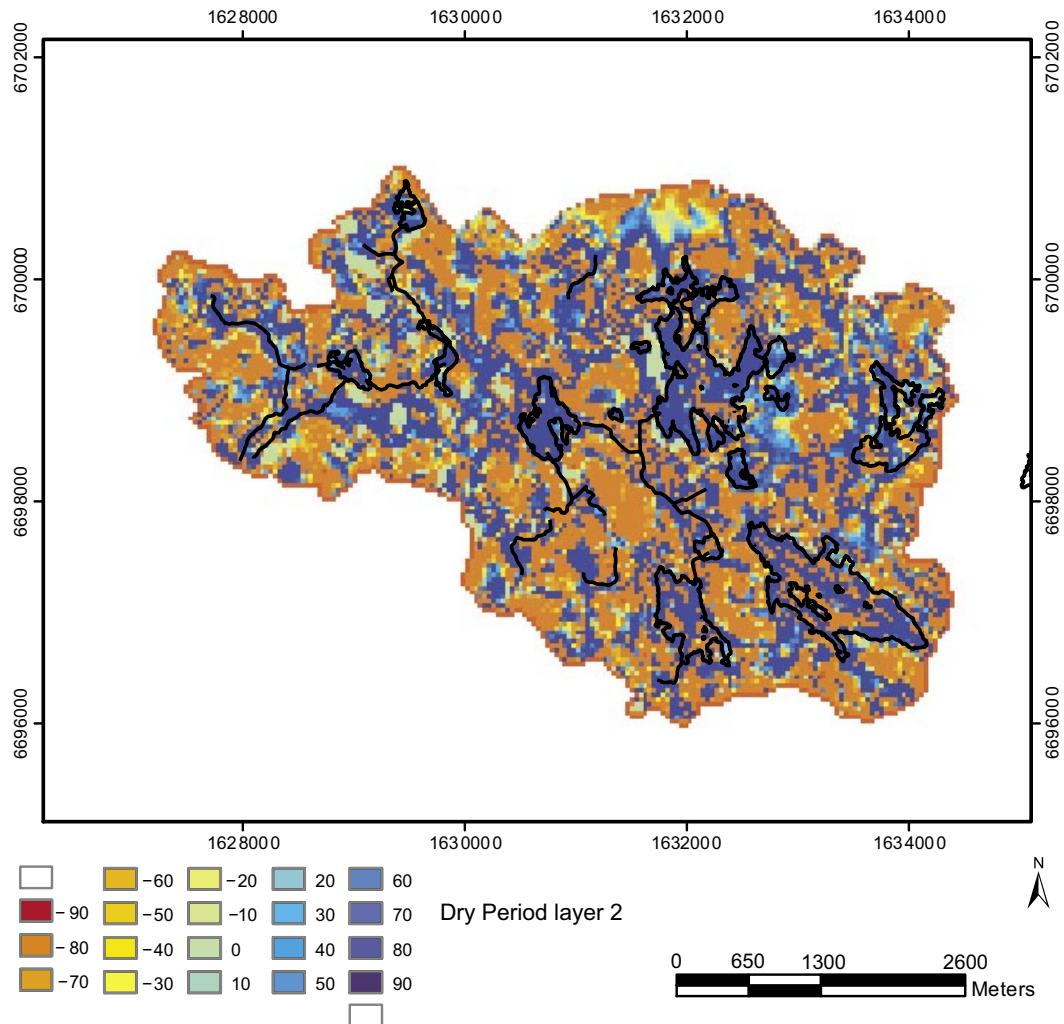 1628000 1630000 1632000 1634000
6702000 6702000
6700000 6700000
6698000 6698000
6696000 6696000
1628000 1630000 1632000 1634000
−60 −20 20 60
−90 −50 −10 30 70
−80 −40 0 40 80
−70 −30 10 50 90
Dry Period layer 2
N
0 650 1300 2600
Meters